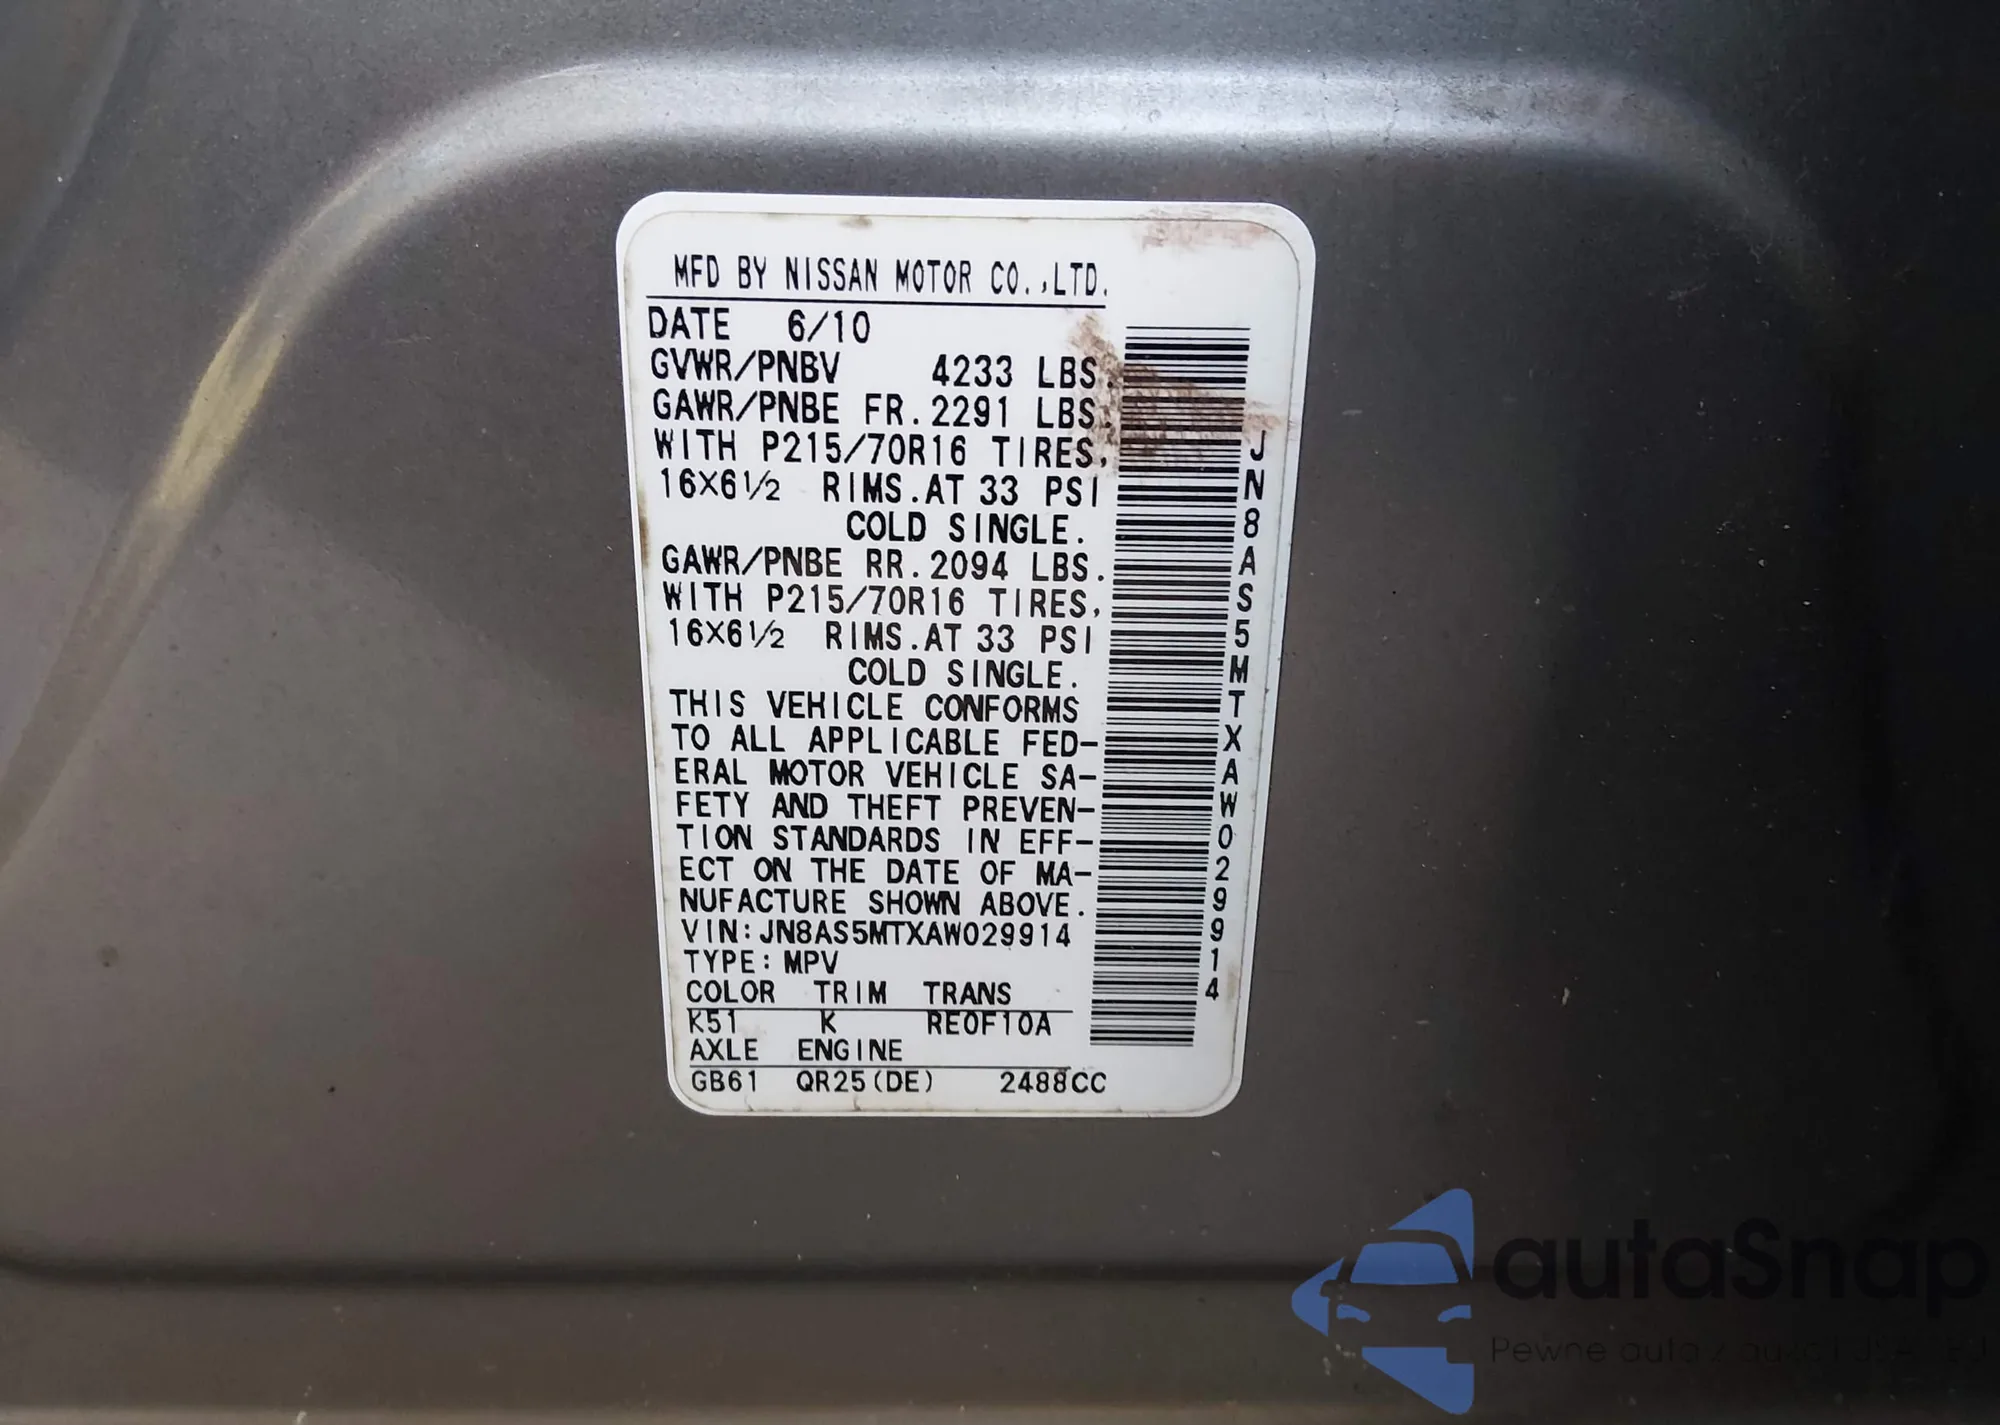 MFD BY NISSAN MOTOR CO.,LTD.
DATE 6/10
GVWR/PNBV 4233 LBS.
GAWR/PNBE FR.2291 LBS.
WITH P215/70R16 TIRES,
16X6½ RIMS.AT 33 PSI
COLD SINGLE.
GAWR/PNBE RR.2094 LBS.
WITH P215/70R16 TIRES,
16X6½ RIMS.AT 33 PSI
COLD SINGLE.
THIS VEHICLE CONFORMS
TO ALL APPLICABLE FED-
ERAL MOTOR VEHICLE SA-
FETY AND THEFT PREVEN-
TION STANDARDS IN EFF-
ECT ON THE DATE OF MA-
NUFACTURE SHOWN ABOVE.
VIN:JN8AS5MTXAW029914
TYPE:MPV
COLOR TRIM TRANS
K51 K RE0F10A
AXLE ENGINE
GB61 QR25(DE) 2488CC
JN8AS5MTXAW029914
autaSnap
Pewne auta z